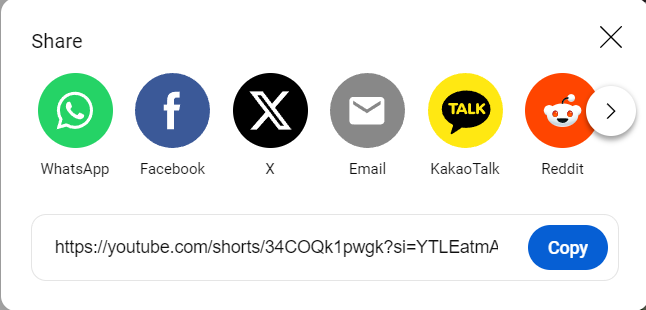 Share
TALK
WhatsApp
Facebook
X
Email
KakaoTalk
Reddit
https://youtube.com/shorts/34COQk1pwgk?si=YTLEatmA
Copy